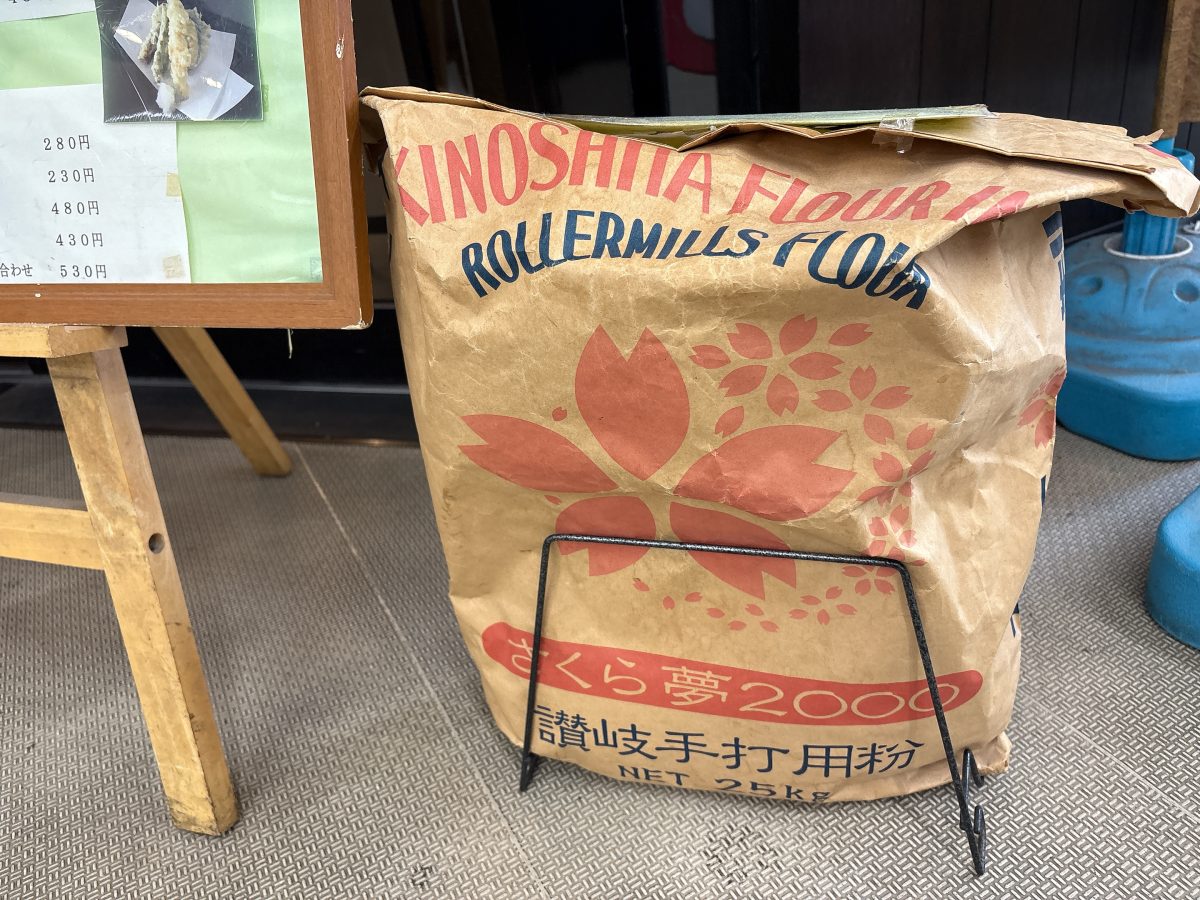 280円
230円
480円
430円
合わせ 530円
KINOSHITA FLOUR
ROLLERMILLS FLOUR
さくら夢2000
讃岐手打用粉
NET 25kg